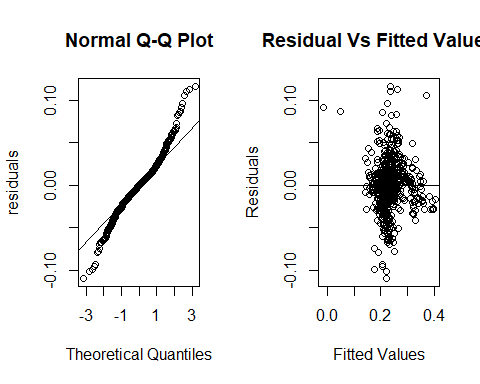 Normal Q-Q Plot
residuals
0.10
0.00
-0.10
-3
-1
1
3
Theoretical Quantiles
Residual Vs Fitted Value
Residuals
0.10
0.00
-0.10
0.0
0.2
0.4
Fitted Values